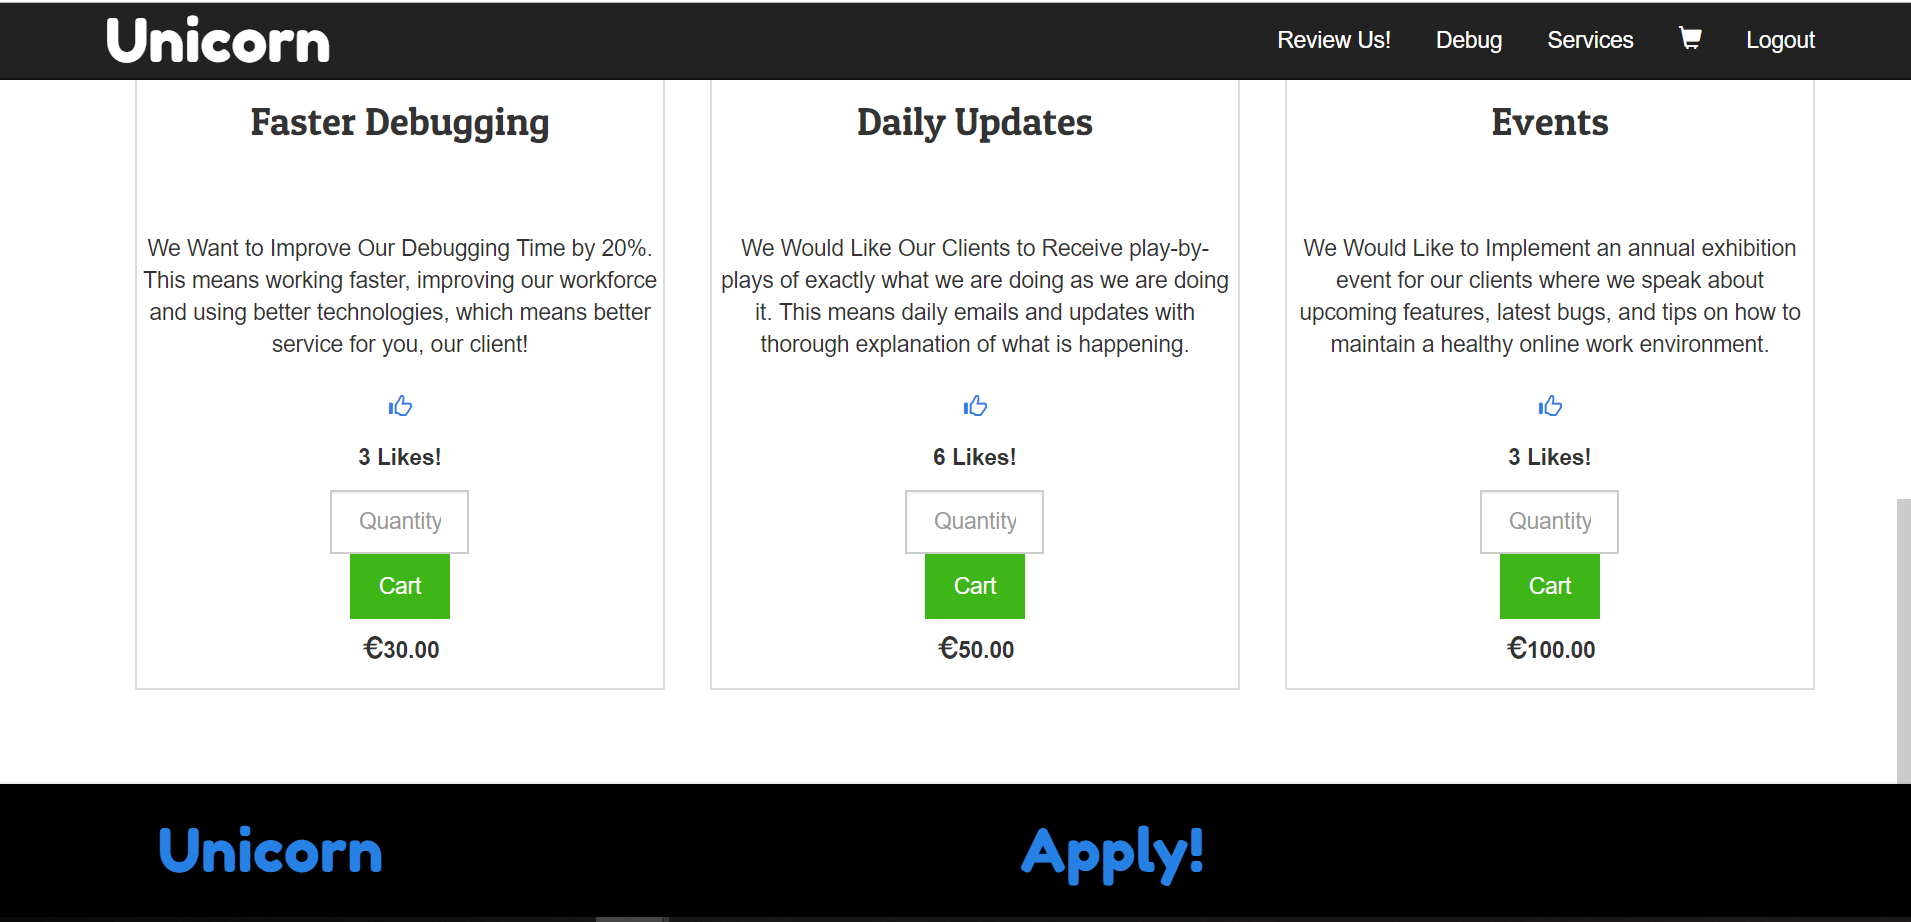 Unicorn
Review Us!
Debug
Services
Logout
Faster Debugging
We Want to Improve Our Debugging Time by 20%.
This means working faster, improving our workforce
and using better technologies, which means better
service for you, our client!
3 Likes!
Quantity
Cart
€30.00
Daily Updates
We Would Like Our Clients to Receive play-by-
plays of exactly what we are doing as we are doing
it. This means daily emails and updates with
thorough explanation of what is happening.
6 Likes!
Quantity
Cart
€50.00
Events
We Would Like to Implement an annual exhibition
event for our clients where we speak about
upcoming features, latest bugs, and tips on how to
maintain a healthy online work environment.
3 Likes!
Quantity
Cart
€100.00
Unicorn
Apply!